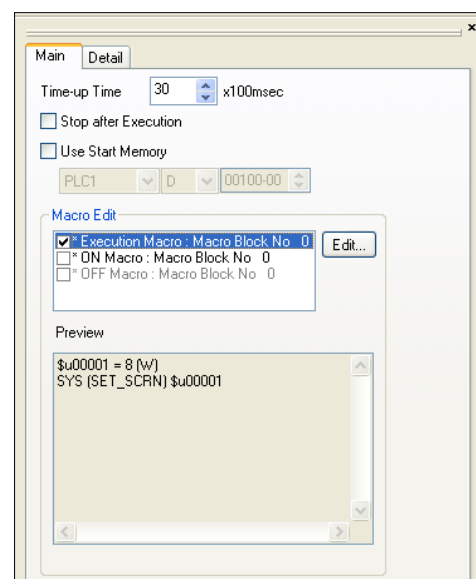 Main Detail
Time-up Time 30 x100msec
Stop after Execution
Use Start Memory
PLC1 D 00100-00
Macro Edit
* Execution Macro : Macro Block No 0 Edit...
* ON Macro : Macro Block No 0
* OFF Macro : Macro Block No 0
Preview
$u00001 = 8 (W)
SYS (SET_SCRN) $u00001